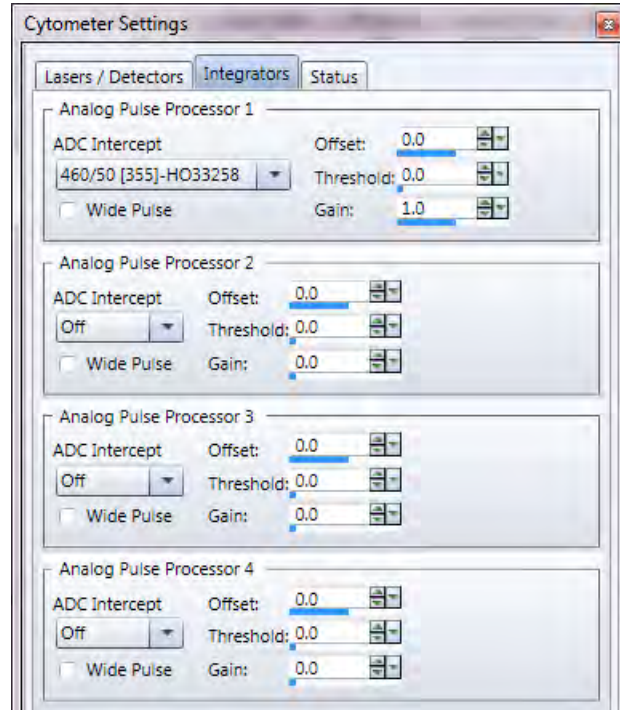 Cytometer Settings
Lasers / Detectors Integrators Status
Analog Pulse Processor 1
ADC Intercept Offset: 0.0
460/50 [355]-HO33258 Threshold: 0.0
Wide Pulse Gain: 1.0
Analog Pulse Processor 2
ADC Intercept Offset: 0.0
Off Threshold: 0.0
Wide Pulse Gain: 0.0
Analog Pulse Processor 3
ADC Intercept Offset: 0.0
Off Threshold: 0.0
Wide Pulse Gain: 0.0
Analog Pulse Processor 4
ADC Intercept Offset: 0.0
Off Threshold: 0.0
Wide Pulse Gain: 0.0